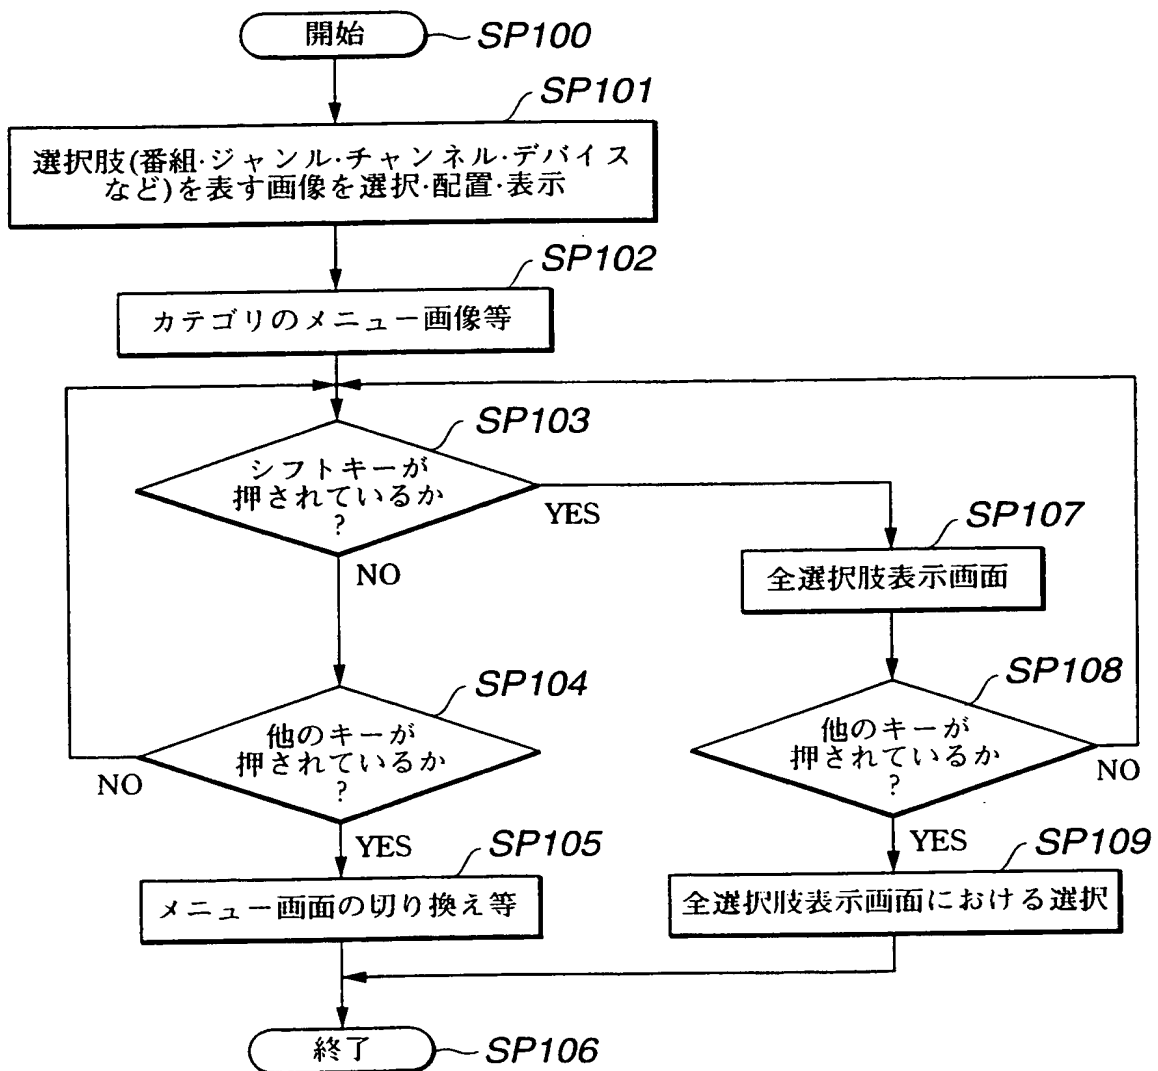 開始
SP100
SP101
選択肢(番組·ジャンル·チャンネル·デバイス
など)を表す画像を選択·配置·表示
SP102
カテゴリのメニュー画像等
SP103
シフトキーが
押されているか
?
YES
NO
SP107
全選択肢表示画面
SP104
他のキーが
押されているか
?
NO
YES
SP108
他のキーが
押されているか
?
NO
YES
SP105
メニュー画面の切り換え等
SP109
全選択肢表示画面における選択
終了
SP106